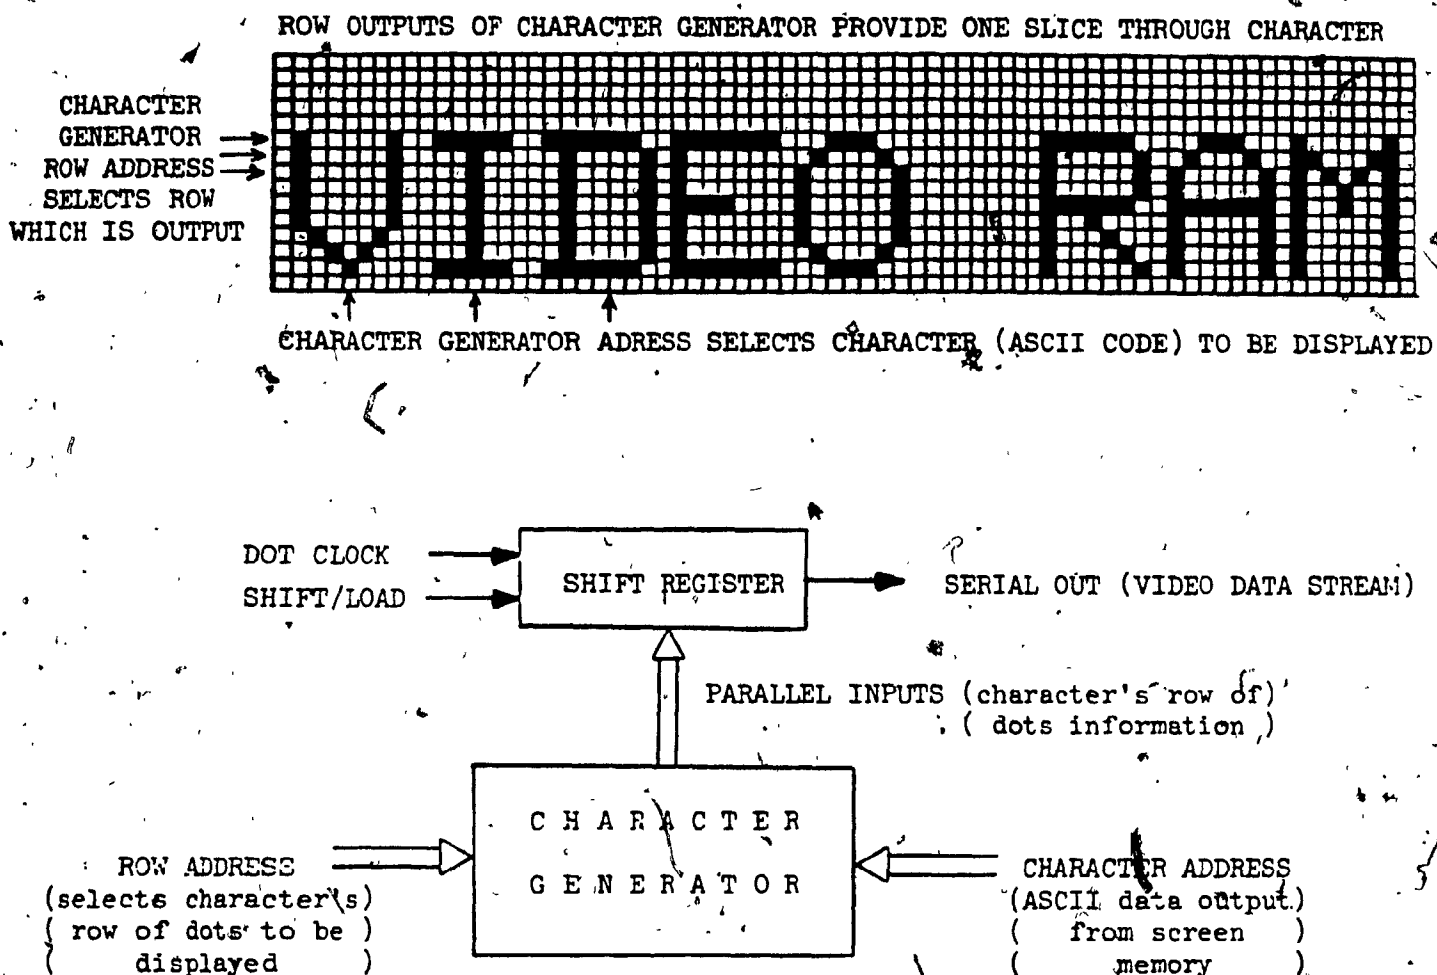 ROW OUTPUTS OF CHARACTER GENERATOR PROVIDE ONE SLICE THROUGH CHARACTER
CHARACTER
GENERATOR
ROW ADDRESS
SELECTS ROW
WHICH IS OUTPUT
VIDEO RAM
CHARACTER GENERATOR ADRESS SELECTS CHARACTER (ASCII CODE) TO BE DISPLAYED
DOT CLOCK
SHIFT/LOAD
SHIFT REGISTER
SERIAL OUT (VIDEO DATA STREAM)
PARALLEL INPUTS (character's row of)
( dots information )
CHARACTER
GENERATOR
ROW ADDRESS
(selects character's)
( row of dots to be )
( displayed )
CHARACTER ADDRESS
(ASCII data output)
( from screen )
( memory )